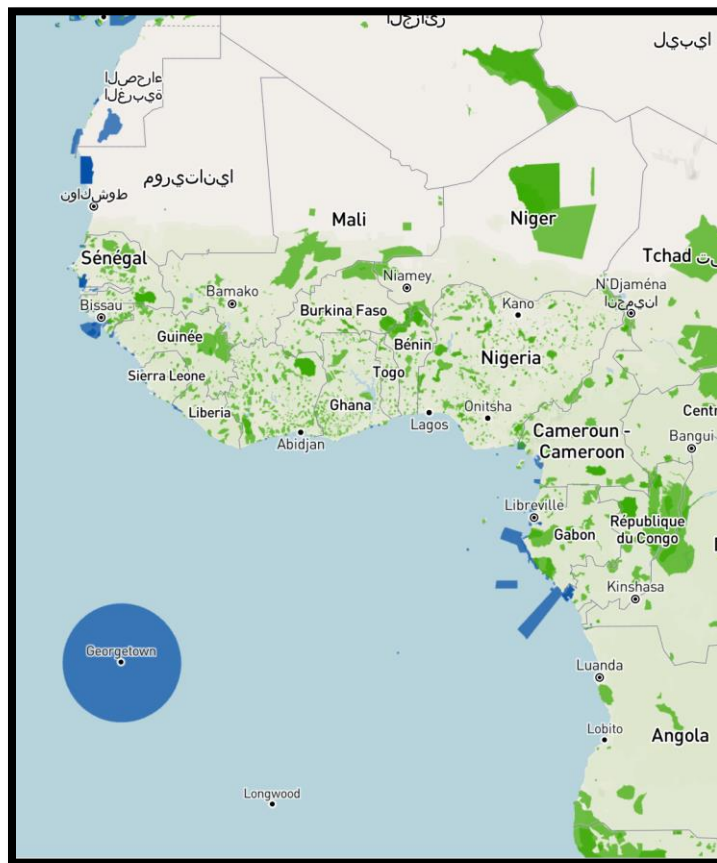 الجزائر
ليبيا
الصحراء
الغربية
موريتانيا
نواكشوط
Mali
Niger
Sénégal
Niamey
N'Djaména
انجمينا
Bamako
Kano
Bissau
Burkina Faso
Guinée
Bénin
Nigeria
Sierra Leone
Togo
Liberia
Ghana
Onitsha
Lagos
Abidjan
Cameroun -
Cameroon
Bangui
Libreville
Gabon
République
du Congo
Kinshasa
Georgetown
Luanda
Lobito
Angola
Longwood